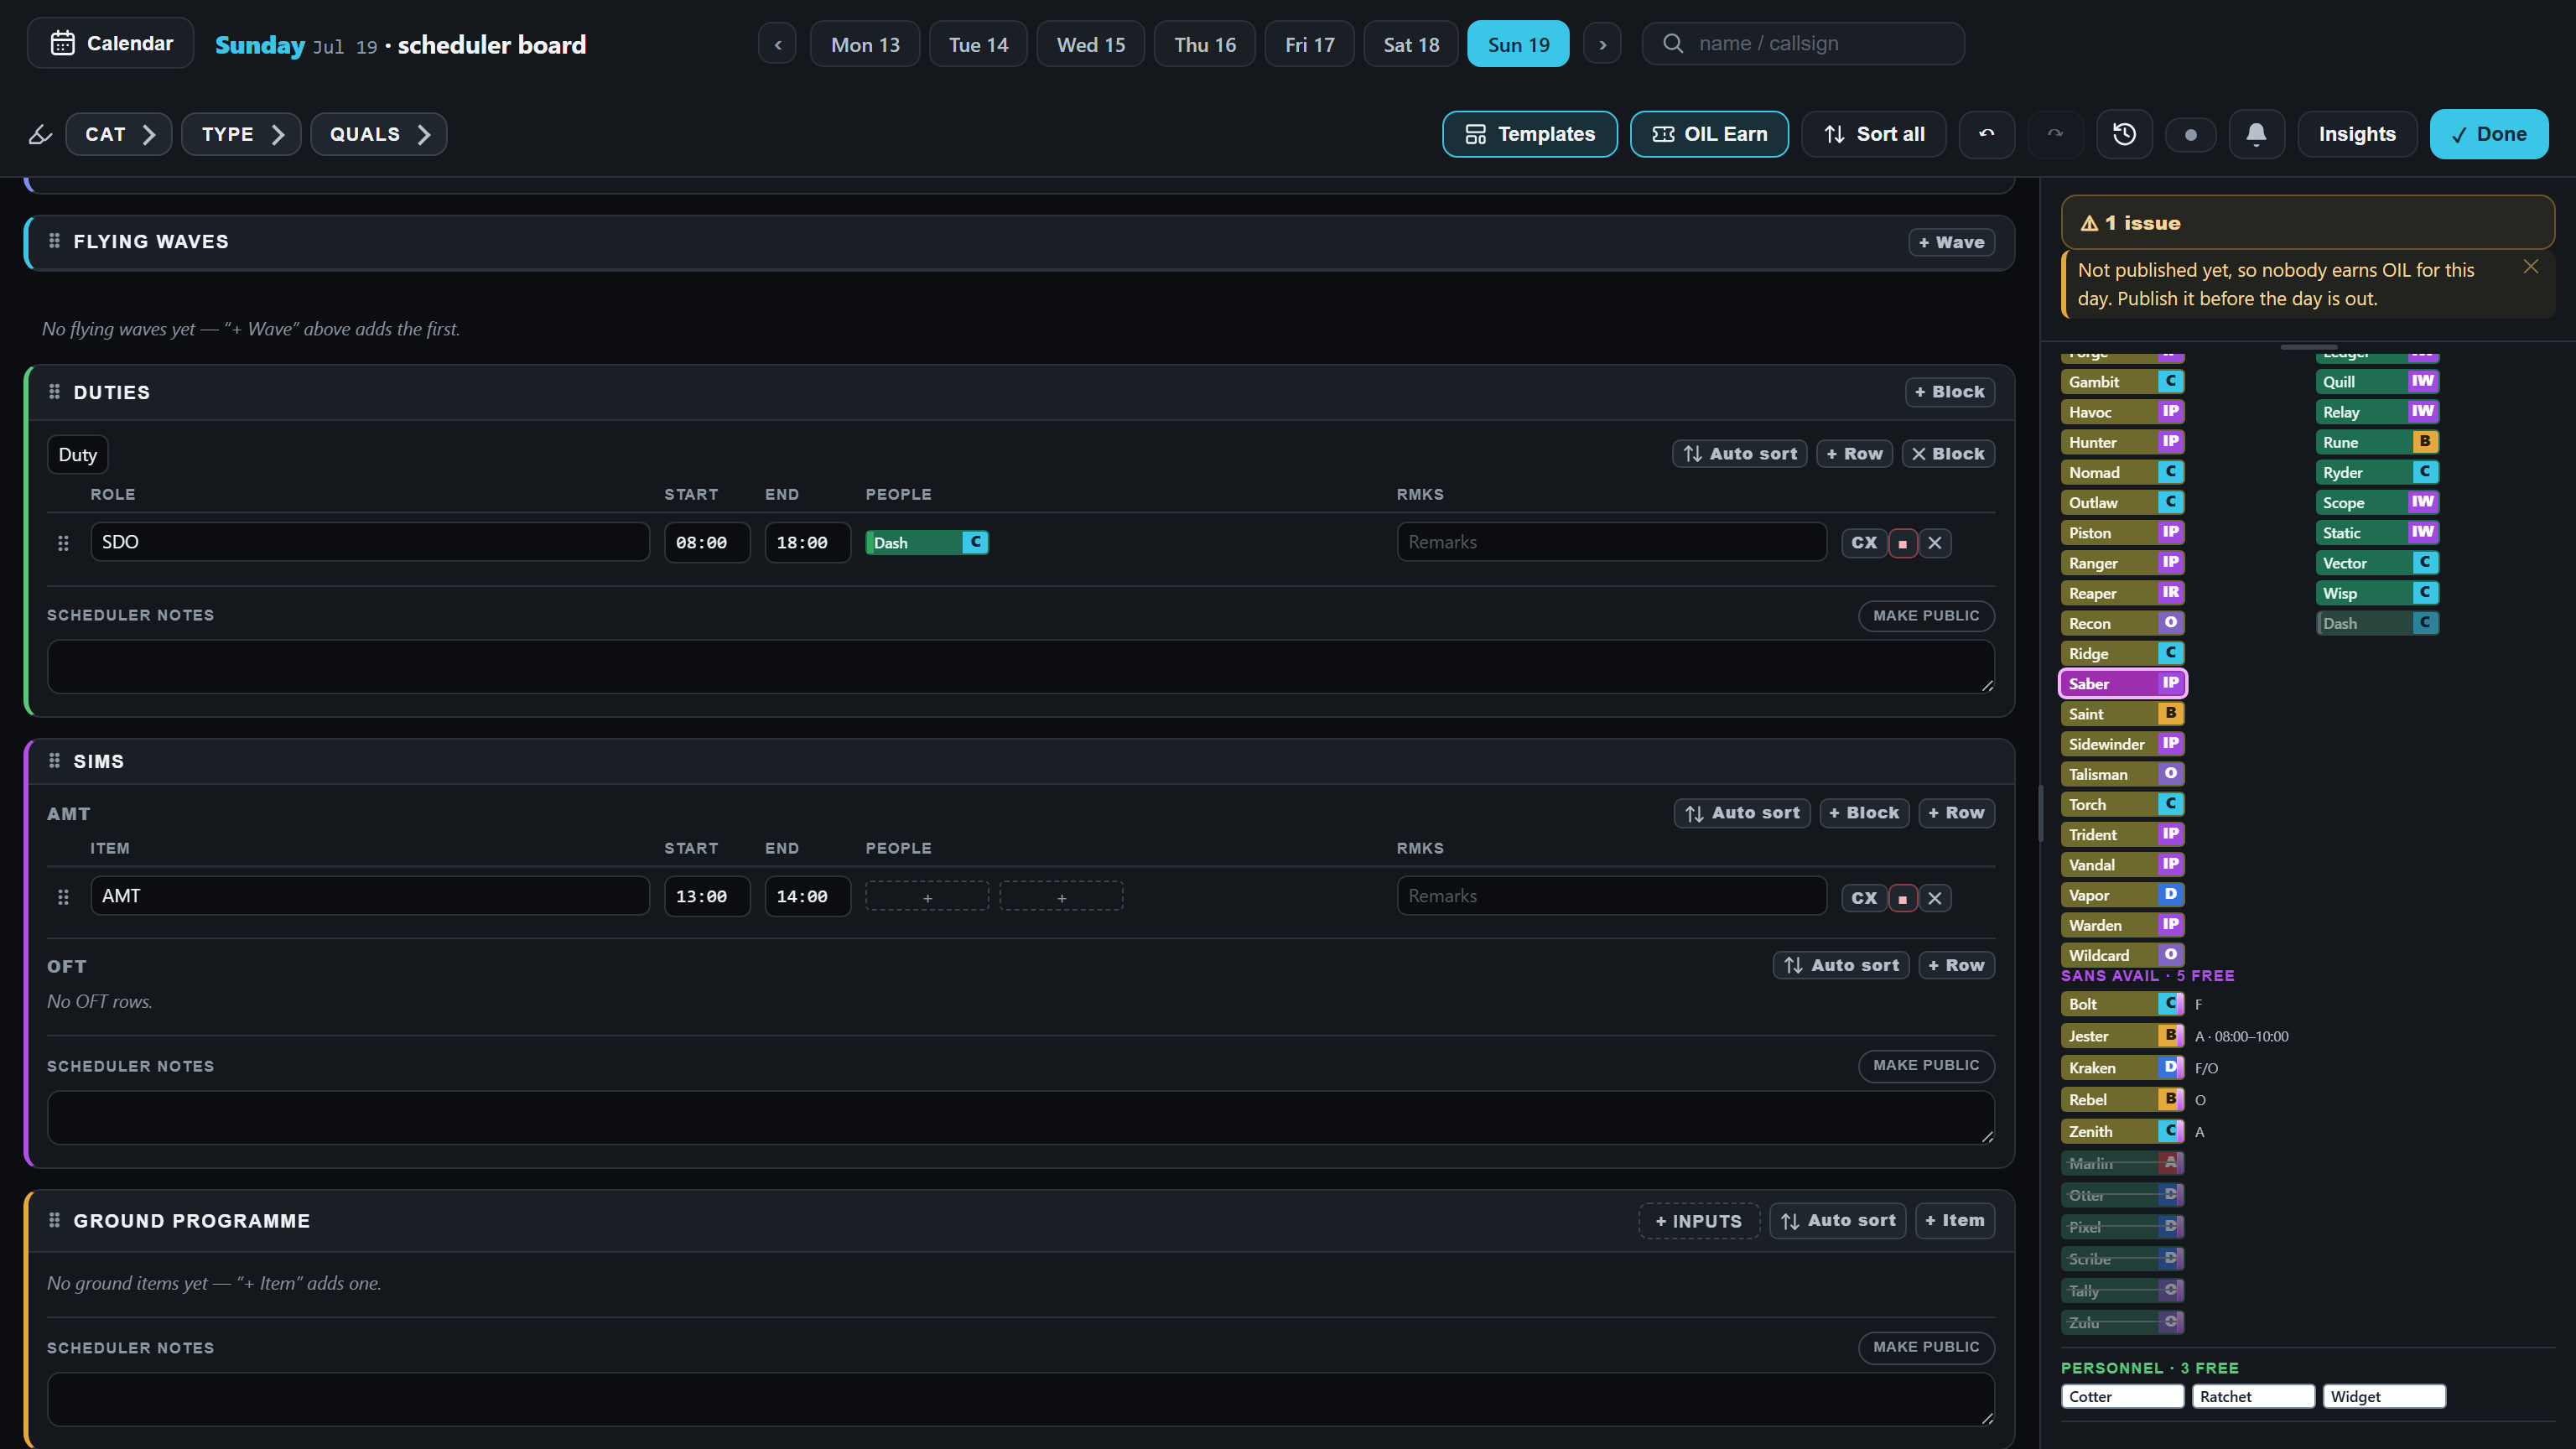 Calendar
Sunday Jul 19 • scheduler board
‹
Mon 13
Tue 14
Wed 15
Thu 16
Fri 17
Sat 18
Sun 19
›
name / callsign
CAT
TYPE
QUALS
Templates
OIL Earn
Sort all
Insights
✓ Done
FLYING WAVES
+ Wave
No flying waves yet — “+ Wave” above adds the first.
DUTIES
+ Block
Duty
Auto sort
+ Row
✕ Block
ROLE START END PEOPLE RMKS
SDO 08:00 18:00 Dash C Remarks CX
SCHEDULER NOTES
MAKE PUBLIC
SIMS
AMT
Auto sort
+ Block
+ Row
ITEM START END PEOPLE RMKS
AMT 13:00 14:00 + + Remarks CX
OFT
Auto sort
+ Row
No OFT rows.
SCHEDULER NOTES
MAKE PUBLIC
GROUND PROGRAMME
+ INPUTS
Auto sort
+ Item
No ground items yet — “+ Item” adds one.
SCHEDULER NOTES
MAKE PUBLIC
⚠ 1 issue
Not published yet, so nobody earns OIL for this
day. Publish it before the day is out.
Gambit C
Havoc IP
Hunter IP
Nomad C
Outlaw C
Piston IP
Ranger IP
Reaper IR
Recon O
Ridge C
Saber IP
Saint B
Sidewinder IP
Talisman O
Torch C
Trident IP
Vandal IP
Vapor D
Warden IP
Wildcard O
Quill IW
Relay IW
Rune B
Ryder C
Scope IW
Static IW
Vector C
Wisp C
Dash C
SANS AVAIL · 5 FREE
Bolt C F
Jester B A · 08:00–10:00
Kraken D F/O
Rebel B O
Zenith C A
Marlin A
Otter D
Pixel D
Scribe D
Tally O
Zulu O
PERSONNEL · 3 FREE
Cotter
Ratchet
Widget